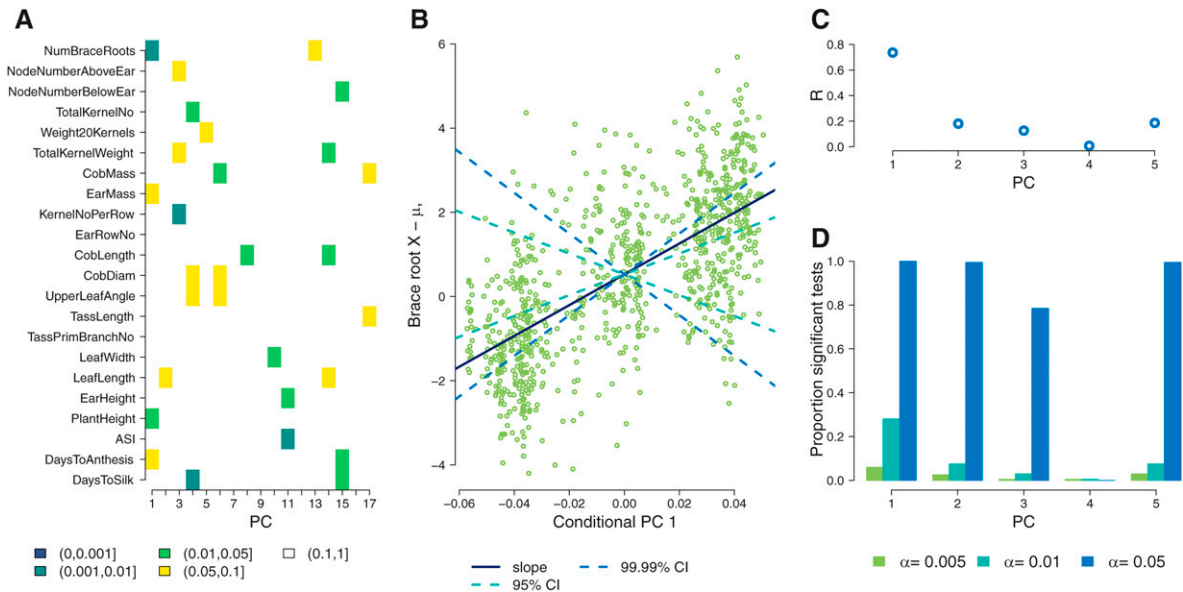 A
NumBraceRoots
NodeNumberAboveEar
NodeNumberBelowEar
TotalKernelNo
Weight20Kernels
TotalKernelWeight
CobMass
EarMass
KernelNoPerRow
EarRowNo
CobLength
CobDiam
UpperLeafAngle
TassLength
TassPrimBranchNo
LeafWidth
LeafLength
EarHeight
PlantHeight
ASI
DaysToAnthesis
DaysToSilk
1 3 5 7 9 11 13 15 17
PC
(0,0.001] (0.01,0.05] (0.1,1]
(0.001,0.01] (0.05,0.1]
B
Brace root X − μ,
6
4
2
0
−2
−4
−0.06 −0.04 −0.02 0.00 0.02 0.04
Conditional PC 1
slope 99.99% CI
95% CI
C
R
0.8
0.6
0.4
0.2
0.0
1 2 3 4 5
PC
D
Proportion significant tests
1.0
0.8
0.6
0.4
0.2
0.0
1 2 3 4 5
PC
α= 0.005 α= 0.01 α= 0.05